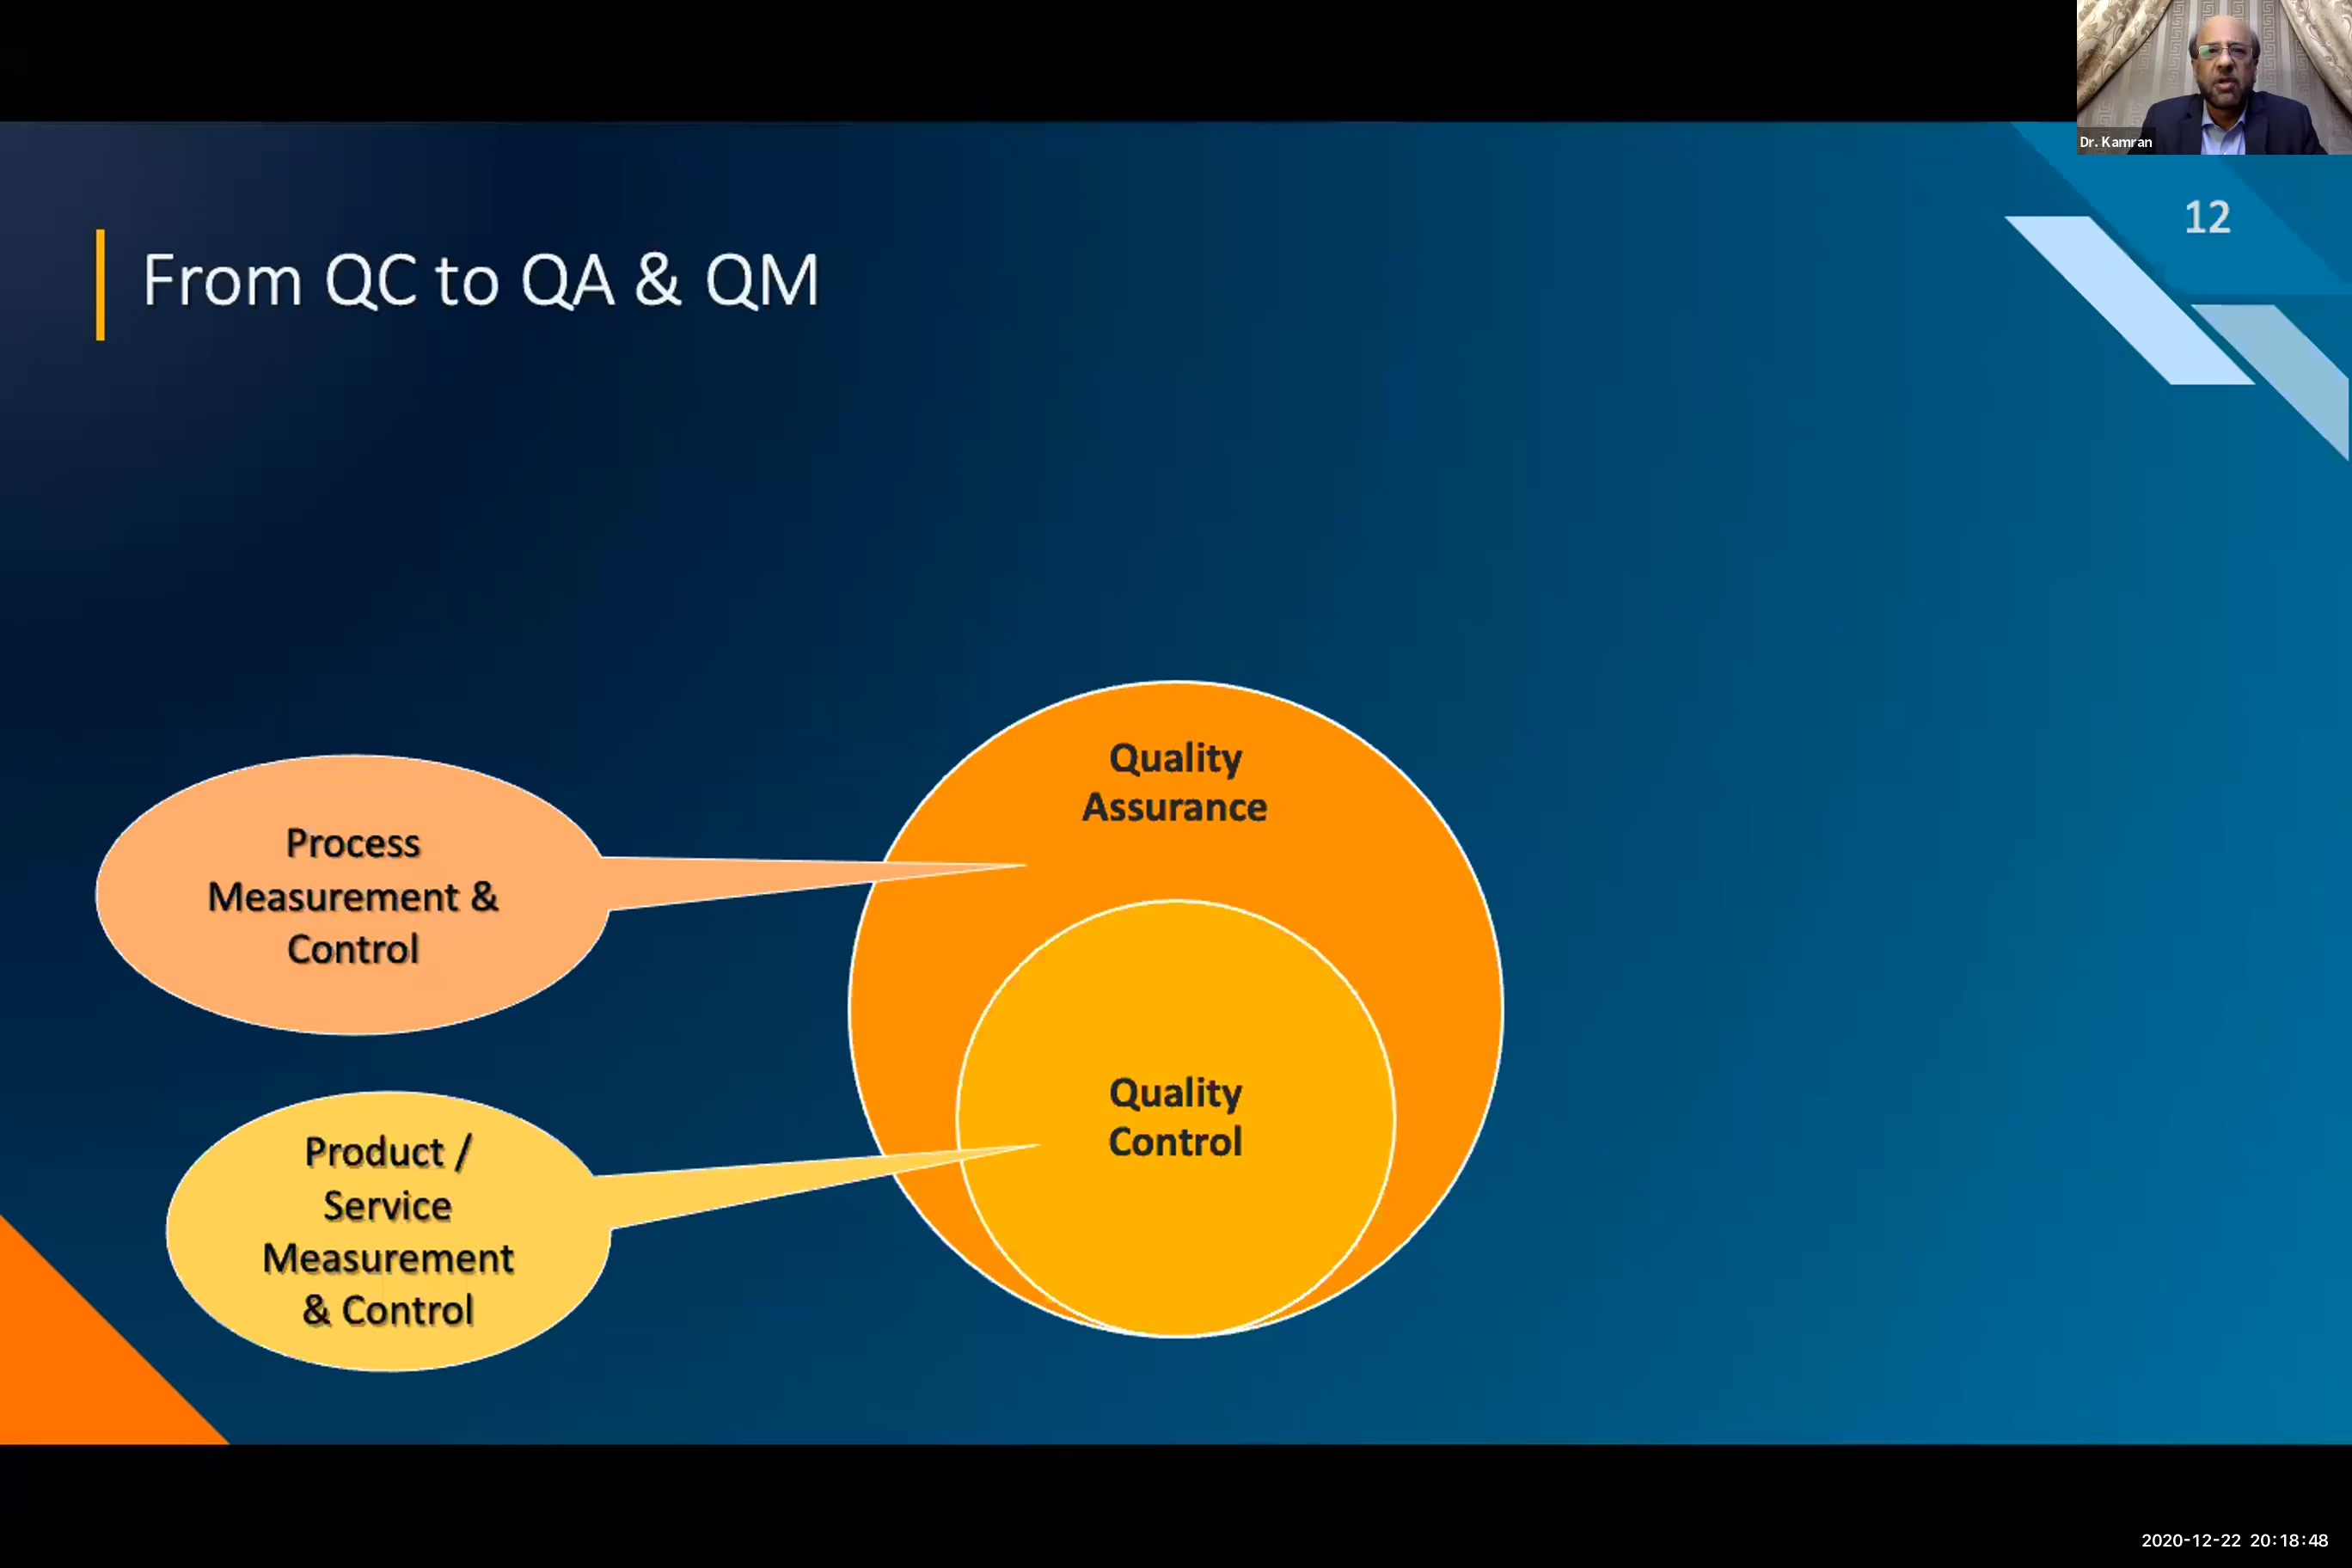 Dr. Kamran
12
From QC to QA & QM
Quality
Assurance
Process
Measurement &
Control
Quality
Control
Product /
Service
Measurement
& Control
2020-12-22 20:18:48